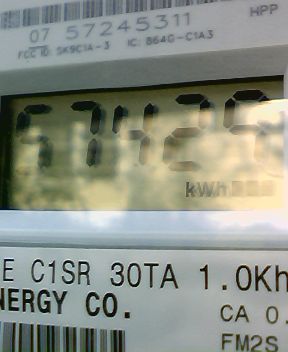 HPP
07 57245311
FCC ID: SK9C1A-3 IC: 864G-C1A3
57429
kWh
E C1SR 30TA 1.0Kh
NERGY CO.
CA 0.
FM2S